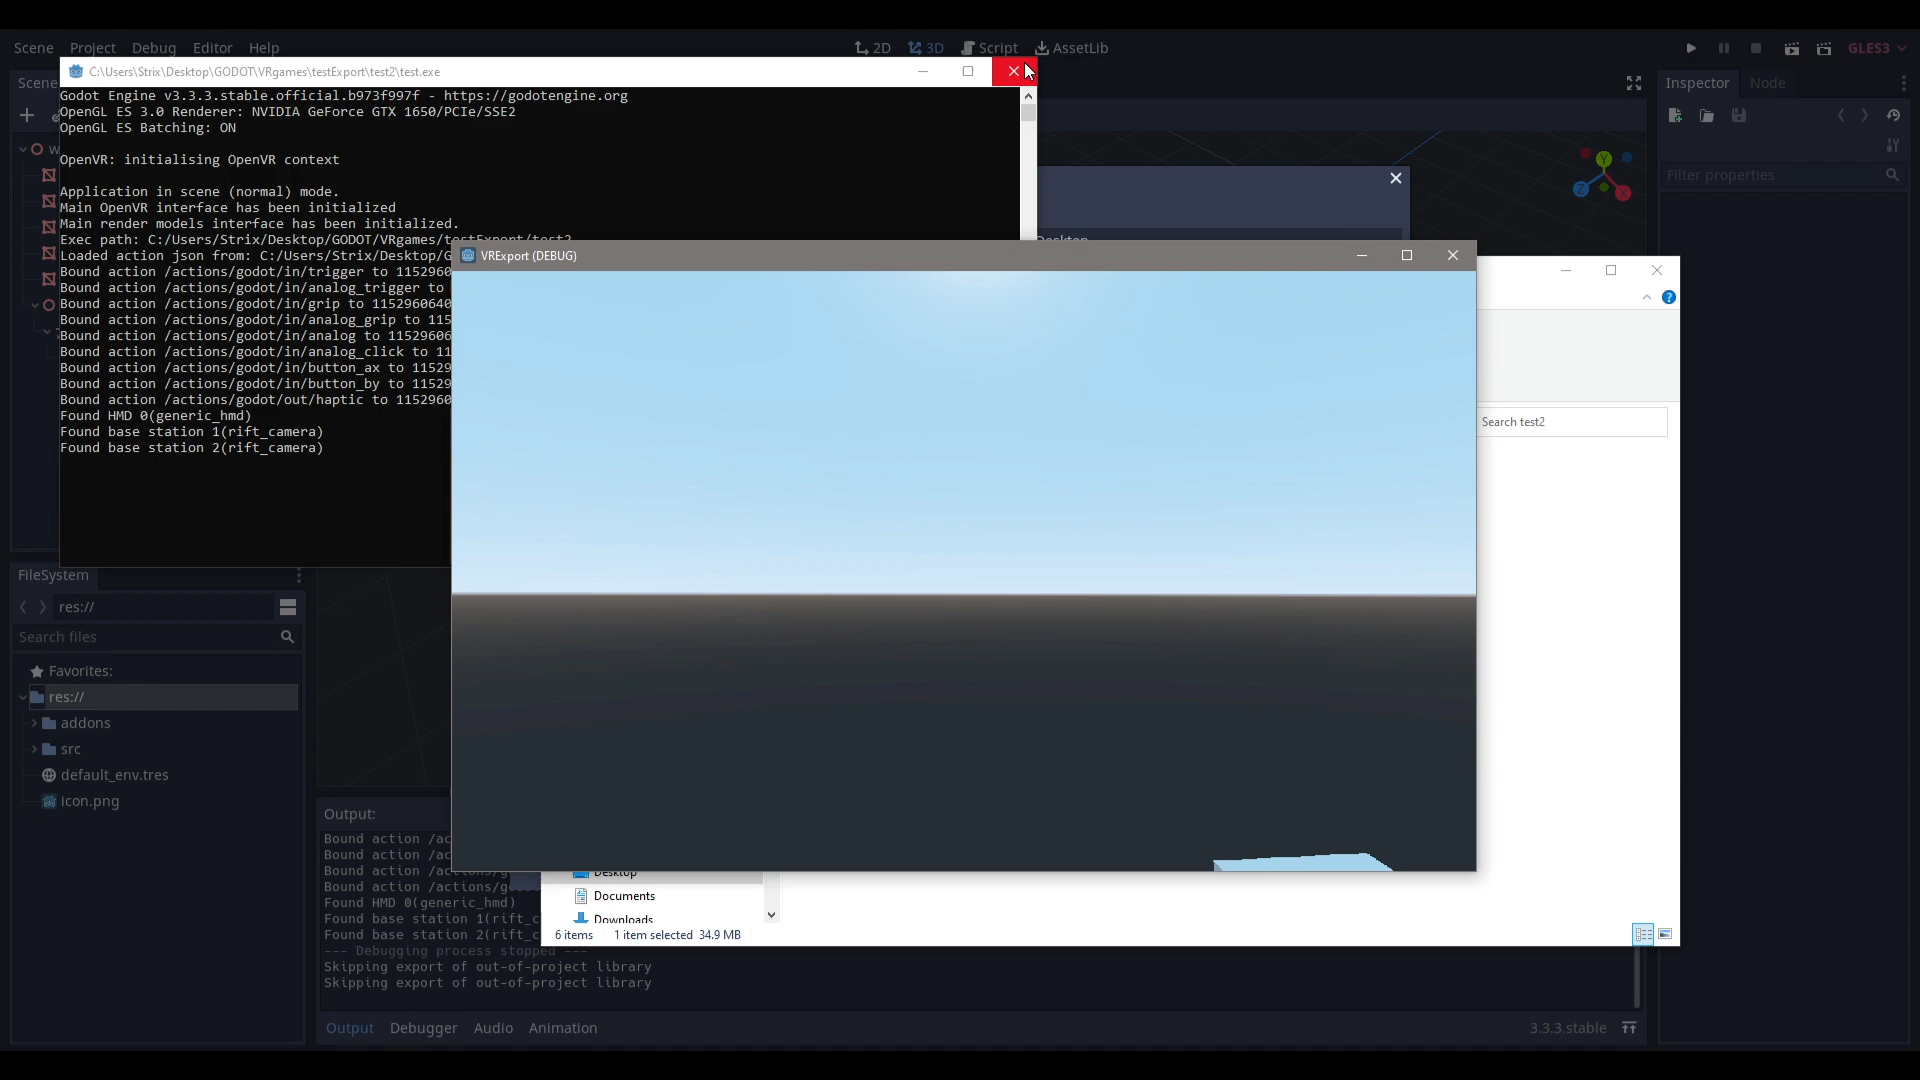 Scene Project Debug Editor Help
2D 3D Script AssetLib
GLES3
C:\Users\Strix\Desktop\GODOT\VRgames\testExport\test2\test.exe
Scene
Inspector Node
Filter properties
Godot Engine v3.3.3.stable.official.b973f997f - https://godotengine.org
OpenGL ES 3.0 Renderer: NVIDIA GeForce GTX 1650/PCIe/SSE2
OpenGL ES Batching: ON
OpenVR: initialising OpenVR context
Application in scene (normal) mode.
Main OpenVR interface has been initialized
Main render models interface has been initialized.
Exec path: C:/Users/Strix/Desktop/GODOT/VRgames/testExport/test2
Loaded action json from: C:/Users/Strix/Desktop/G
Bound action /actions/godot/in/trigger to 1152960
Bound action /actions/godot/in/analog_trigger to
Bound action /actions/godot/in/grip to 1152960640
Bound action /actions/godot/in/analog_grip to 115
Bound action /actions/godot/in/analog to 11529606
Bound action /actions/godot/in/analog_click to 11
Bound action /actions/godot/in/button_ax to 11529
Bound action /actions/godot/in/button_by to 11529
Bound action /actions/godot/out/haptic to 1152960
Found HMD 0(generic_hmd)
Found base station 1(rift_camera)
Found base station 2(rift_camera)
Desktop
VRExport (DEBUG)
Y
Z
X
Search test2
FileSystem
res://
Search files
Favorites:
res://
addons
src
default_env.tres
icon.png
Output:
Bound action /ac
Bound action /ac
Bound action /actions/g
Bound action /actions/go
Found HMD 0(generic_hmd)
Found base station 1(rift_c
Found base station 2(rift_c
--- Debugging process stopped ---
Skipping export of out-of-project library
Skipping export of out-of-project library
Desktop
Documents
Downloads
6 items 1 item selected 34.9 MB
Output Debugger Audio Animation
3.3.3.stable